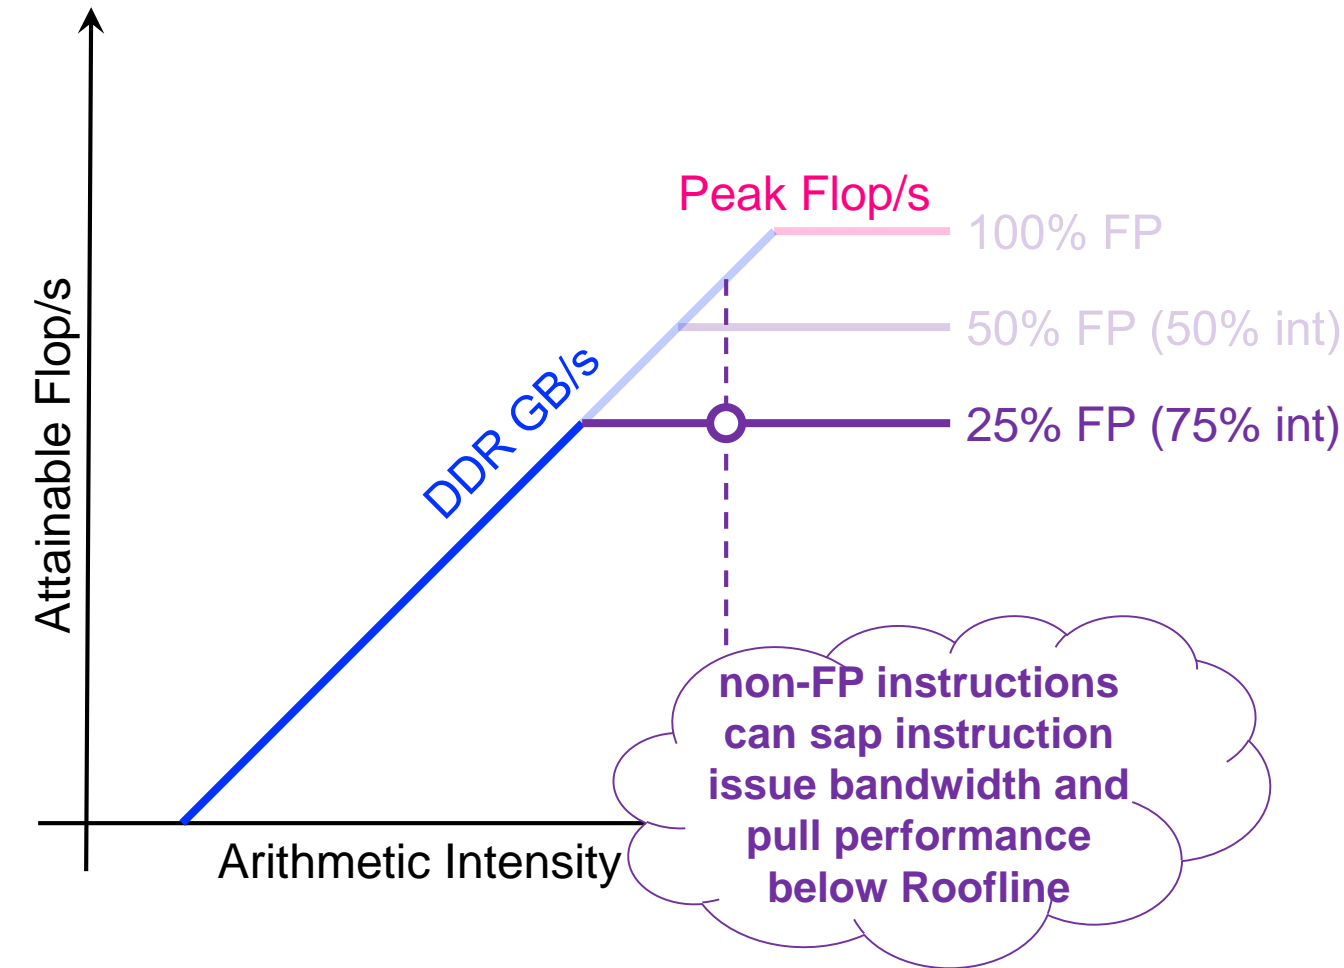 Peak Flop/s
100% FP
50% FP (50% int)
25% FP (75% int)
DDR GB/s
Attainable Flop/s
Arithmetic Intensity
non-FP instructions
can sap instruction
issue bandwidth and
pull performance
below Roofline